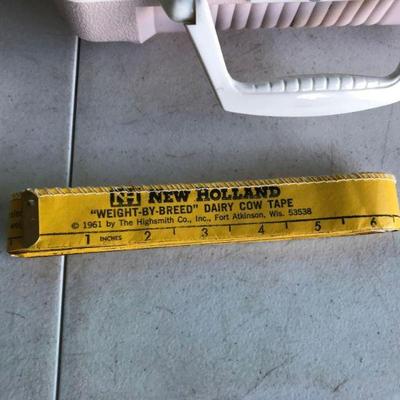 NH NEW HOLLAND
"WEIGHT-BY-BREED" DAIRY COW TAPE
© 1961 by The Highsmith Co., Inc., Fort Atkinson, Wis. 53538
1 INCHES 2 3 4 5 6